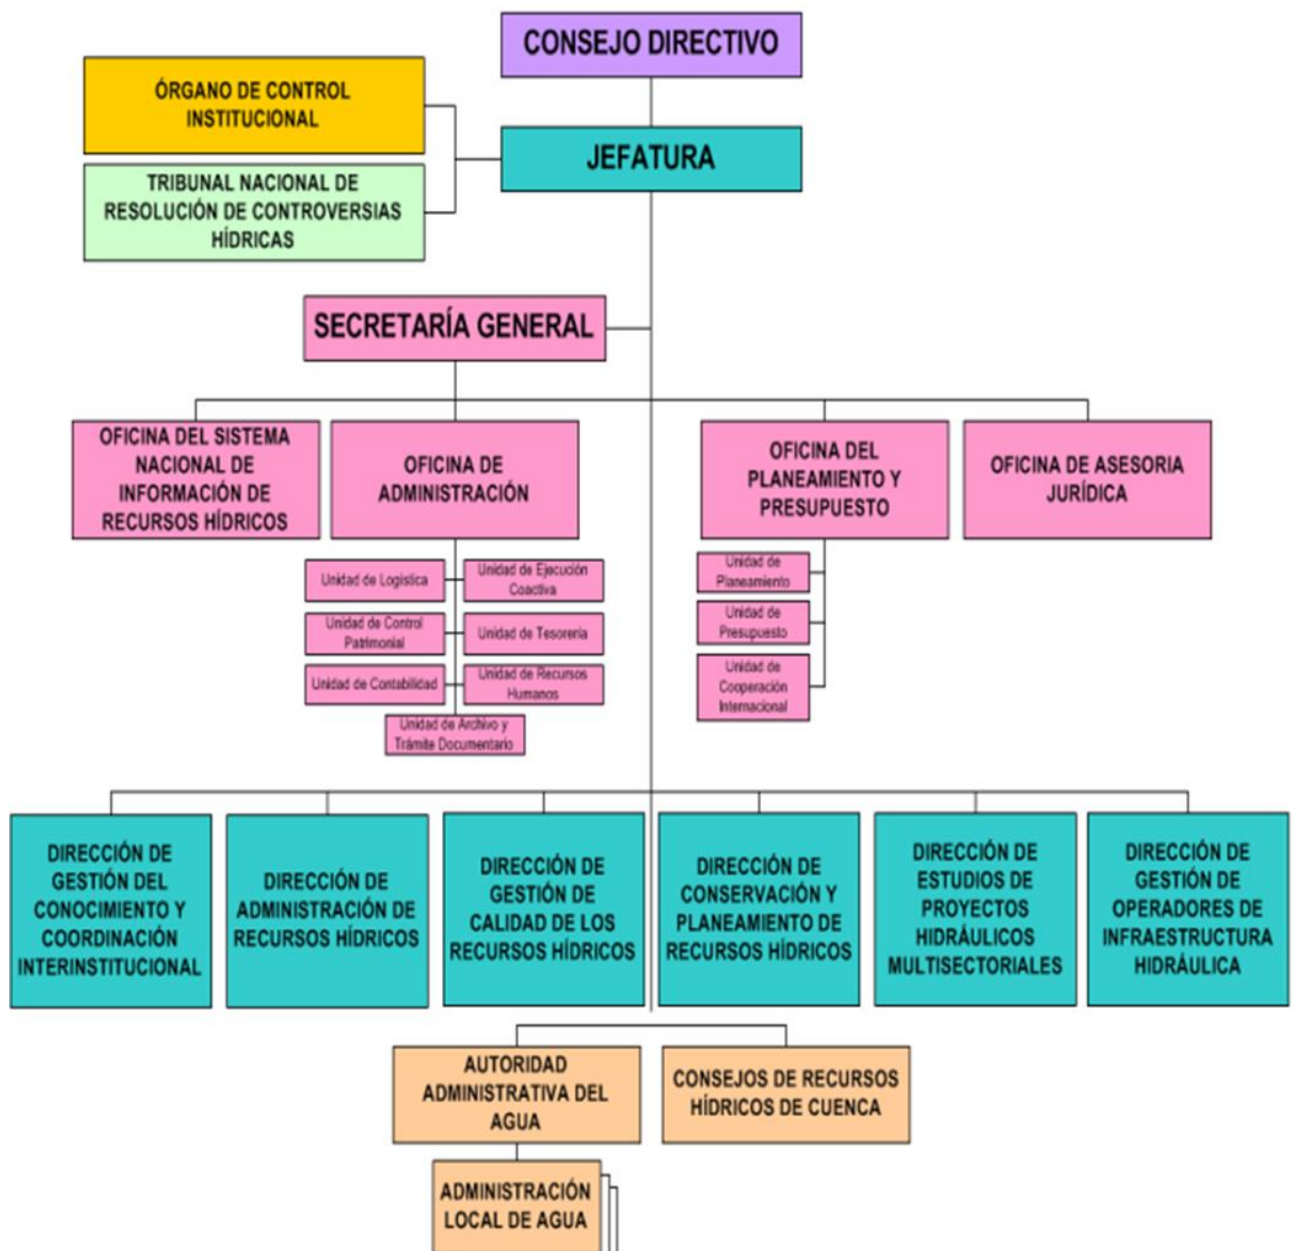 CONSEJO DIRECTIVO
ÓRGANO DE CONTROL
INSTITUCIONAL
JEFATURA
TRIBUNAL NACIONAL DE
RESOLUCIÓN DE CONTROVERSIAS
HÍDRICAS
SECRETARÍA GENERAL
OFICINA DEL SISTEMA
NACIONAL DE
INFORMACIÓN DE
RECURSOS HÍDRICOS
OFICINA DE
ADMINISTRACIÓN
OFICINA DEL
PLANEAMIENTO Y
PRESUPUESTO
OFICINA DE ASESORIA
JURÍDICA
Unidad de Logística
Unidad de Ejecución
Coactiva
Unidad de Control
Patrimonial
Unidad de Tesorería
Unidad de Contabilidad
Unidad de Recursos
Humanos
Unidad de Archivo y
Trámite Documentario
Unidad de
Planeamiento
Unidad de
Presupuesto
Unidad de
Cooperación
Internacional
DIRECCIÓN DE
GESTIÓN DEL
CONOCIMIENTO Y
COORDINACIÓN
INTERINSTITUCIONAL
DIRECCIÓN DE
ADMINISTRACIÓN DE
RECURSOS HÍDRICOS
DIRECCIÓN DE
GESTIÓN DE
CALIDAD DE LOS
RECURSOS HÍDRICOS
DIRECCIÓN DE
CONSERVACIÓN Y
PLANEAMIENTO DE
RECURSOS HÍDRICOS
DIRECCIÓN DE
ESTUDIOS DE
PROYECTOS
HIDRÁULICOS
MULTISECTORIALES
DIRECCIÓN DE
GESTIÓN DE
OPERADORES DE
INFRAESTRUCTURA
HIDRÁULICA
AUTORIDAD
ADMINISTRATIVA DEL
AGUA
CONSEJOS DE RECURSOS
HÍDRICOS DE CUENCA
ADMINISTRACIÓN
LOCAL DE AGUA